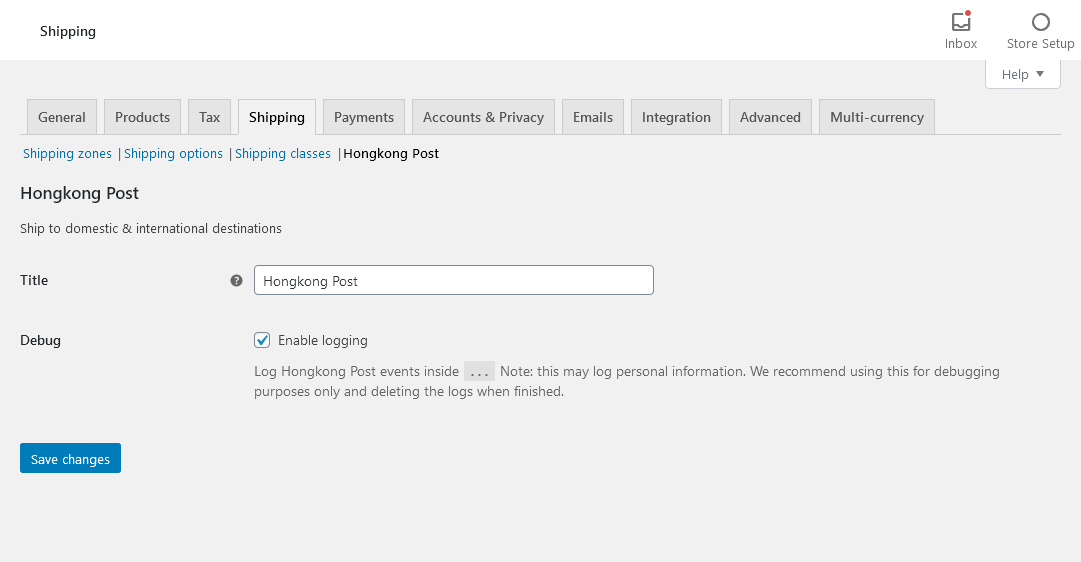 Shipping
Inbox
Store Setup
Help
General Products Tax Shipping Payments Accounts & Privacy Emails Integration Advanced Multi-currency
Shipping zones | Shipping options | Shipping classes | Hongkong Post
Hongkong Post
Ship to domestic & international destinations
Title ? Hongkong Post
Debug Enable logging
Log Hongkong Post events inside ... Note: this may log personal information. We recommend using this for debugging
purposes only and deleting the logs when finished.
Save changes